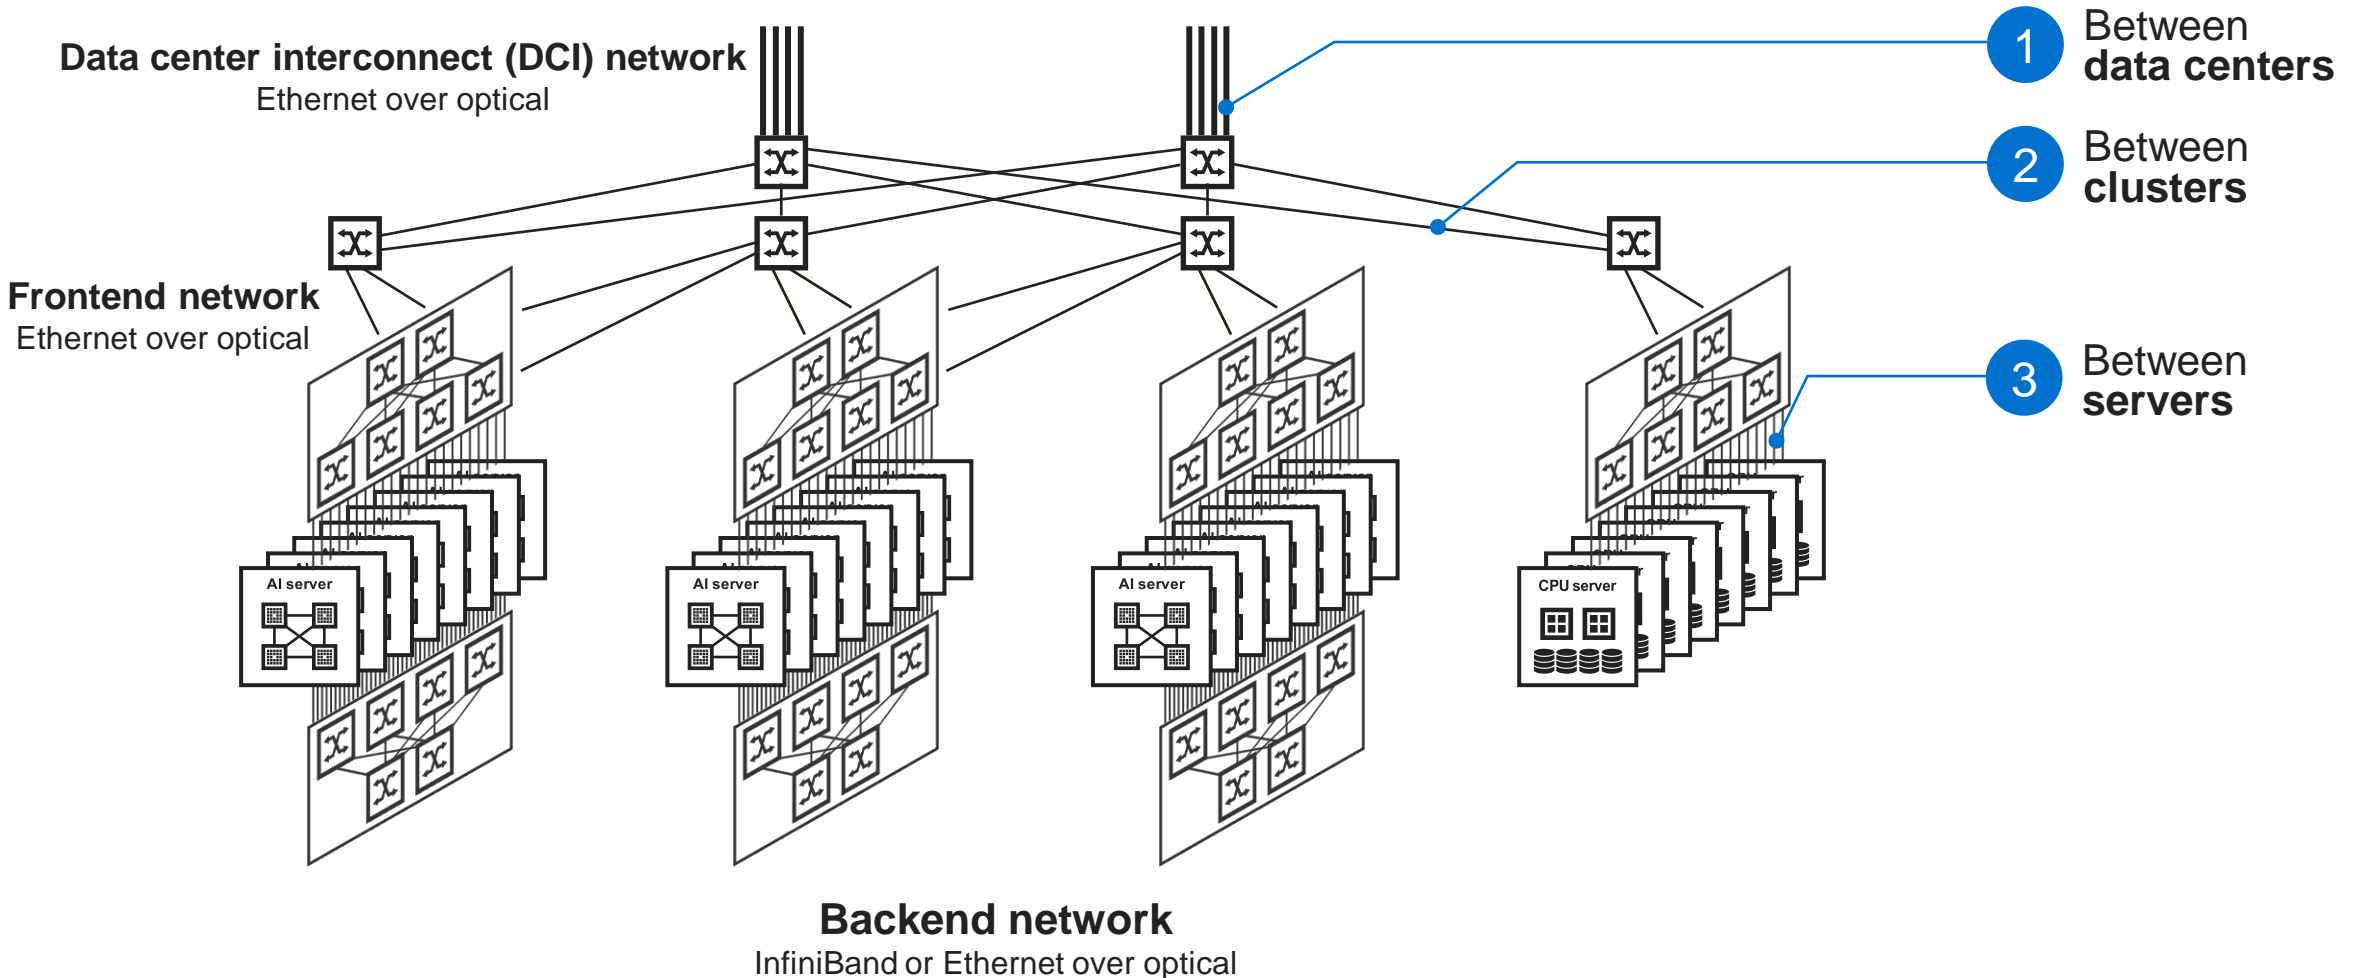 Data center interconnect (DCI) network
Ethernet over optical
1
Between
data centers
2
Between
clusters
Frontend network
Ethernet over optical
3
Between
servers
AI server
AI server
AI server
CPU server
Backend network
InfiniBand or Ethernet over optical